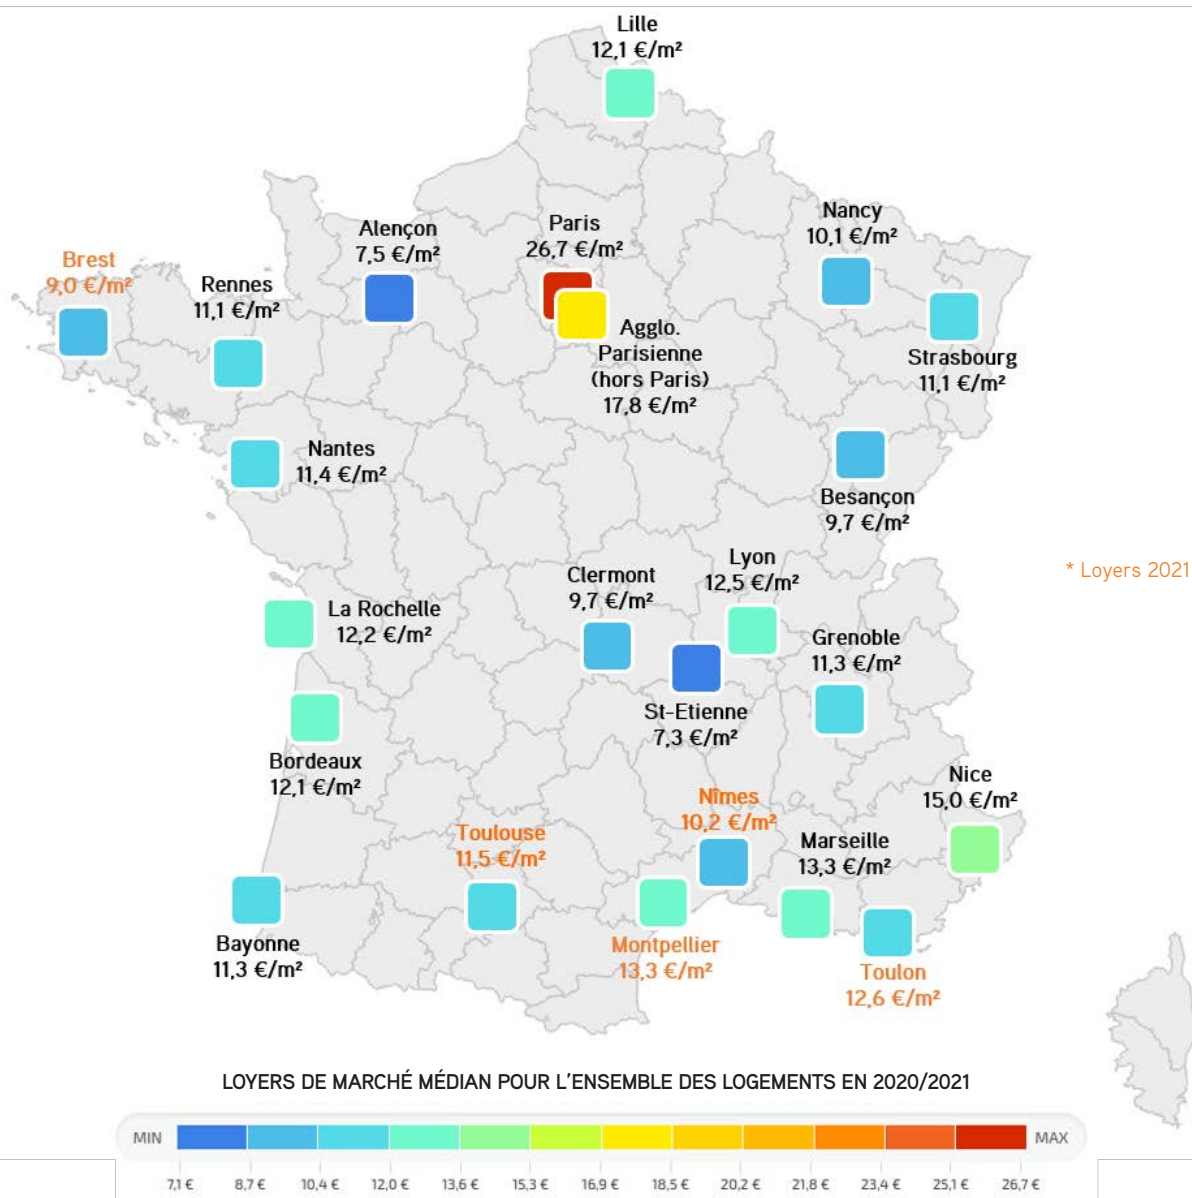 Lille
12,1 €/m²
Nancy
10,1 €/m²
Paris
26,7 €/m²
Alençon
7,5 €/m²
Brest
9,0 €/m²
Rennes
11,1 €/m²
Agglo.
Parisienne
(hors Paris)
17,8 €/m²
Strasbourg
11,1 €/m²
Nantes
11,4 €/m²
Besançon
9,7 €/m²
Lyon
12,5 €/m²
Clermont
9,7 €/m²
* Loyers 2021
La Rochelle
12,2 €/m²
Grenoble
11,3 €/m²
St-Etienne
7,3 €/m²
Bordeaux
12,1 €/m²
Nice
15,0 €/m²
Nîmes
10,2 €/m²
Toulouse
11,5 €/m²
Marseille
13,3 €/m²
Bayonne
11,3 €/m²
Montpellier
13,3 €/m²
Toulon
12,6 €/m²
LOYERS DE MARCHÉ MÉDIAN POUR L'ENSEMBLE DES LOGEMENTS EN 2020/2021
MIN MAX
7,1 € 8,7 € 10,4 € 12,0 € 13,6 € 15,3 € 16,9 € 18,5 € 20,2 € 21,8 € 23,4 € 25,1 € 26,7 €